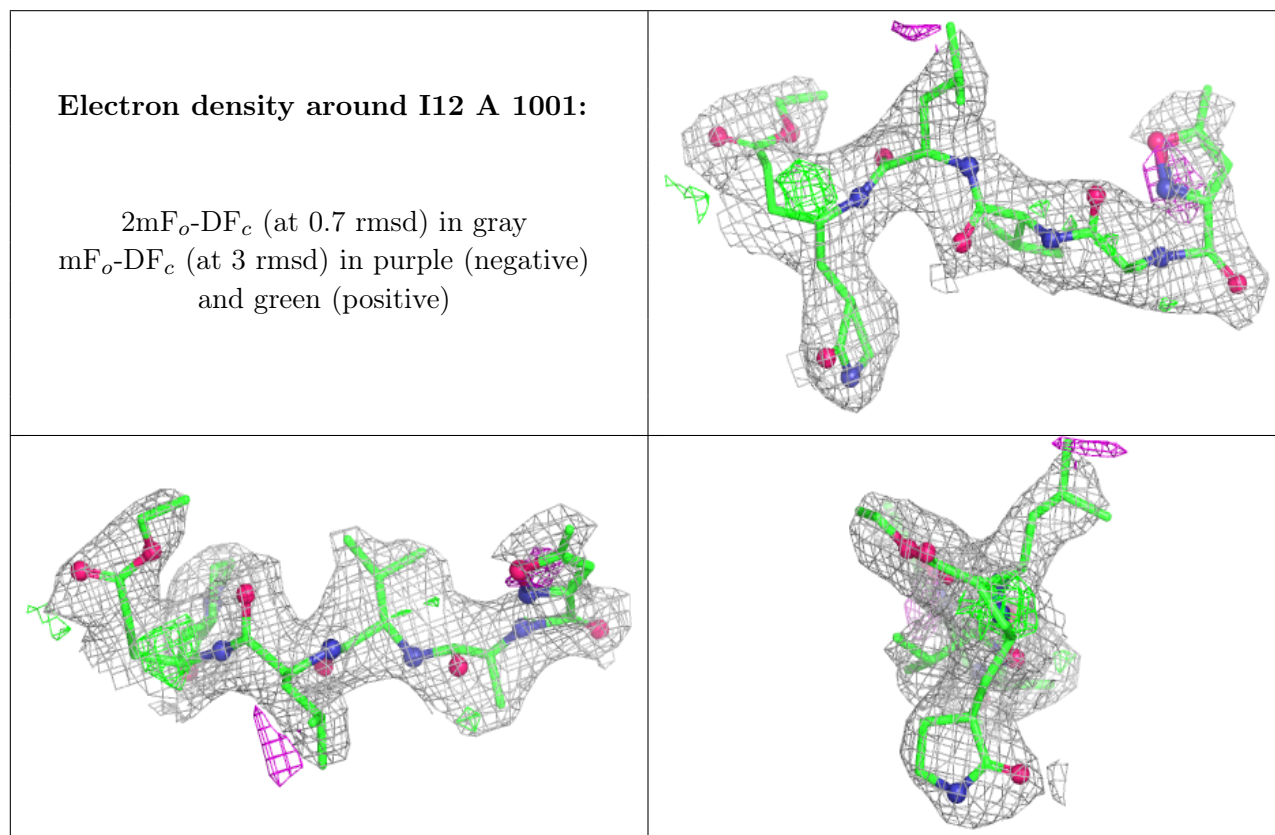 Electron density around I12 A 1001:
2mFo-DFc (at 0.7 rmsd) in gray
mFo-DFc (at 3 rmsd) in purple (negative)
and green (positive)